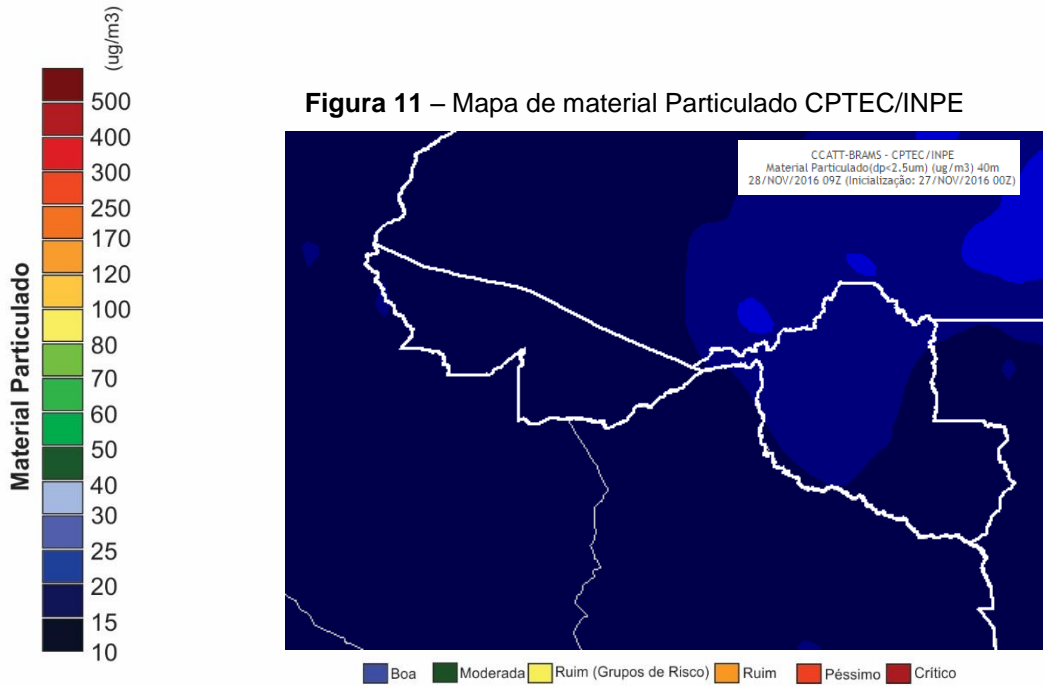 (ug/m3)
Material Particulado
500
400
300
250
170
120
100
80
70
60
50
40
30
25
20
15
10
Figura 11 – Mapa de material Particulado CPTEC/INPE
CCATT-BRAMS - CPTEC/INPE
Material Particulado(dp<2.5um) (ug/m3) 40m
28/NOV/2016 09Z (Inicialização: 27/NOV/2016 00Z)
Boa Moderada Ruim (Grupos de Risco) Ruim Péssimo Crítico